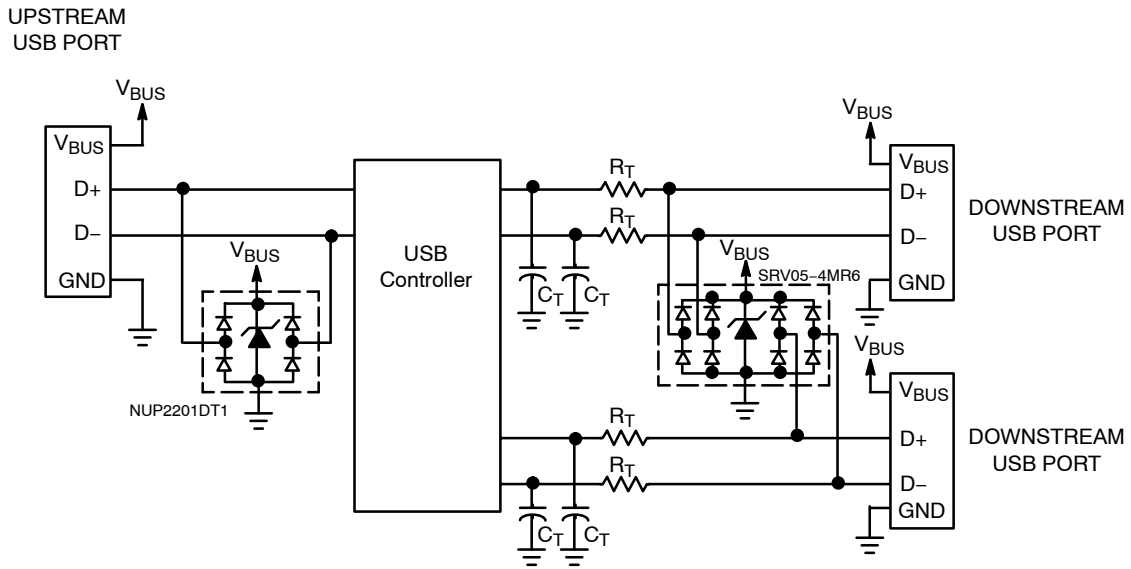 UPSTREAM
USB PORT
VBUS
VBUS
D+
D−
GND
VBUS
NUP2201DT1
USB
Controller
RT
RT
CT
CT
VBUS
SRV05−4MR6
VBUS
VBUS
D+
D−
GND
DOWNSTREAM
USB PORT
RT
RT
CT
CT
VBUS
VBUS
D+
D−
GND
DOWNSTREAM
USB PORT